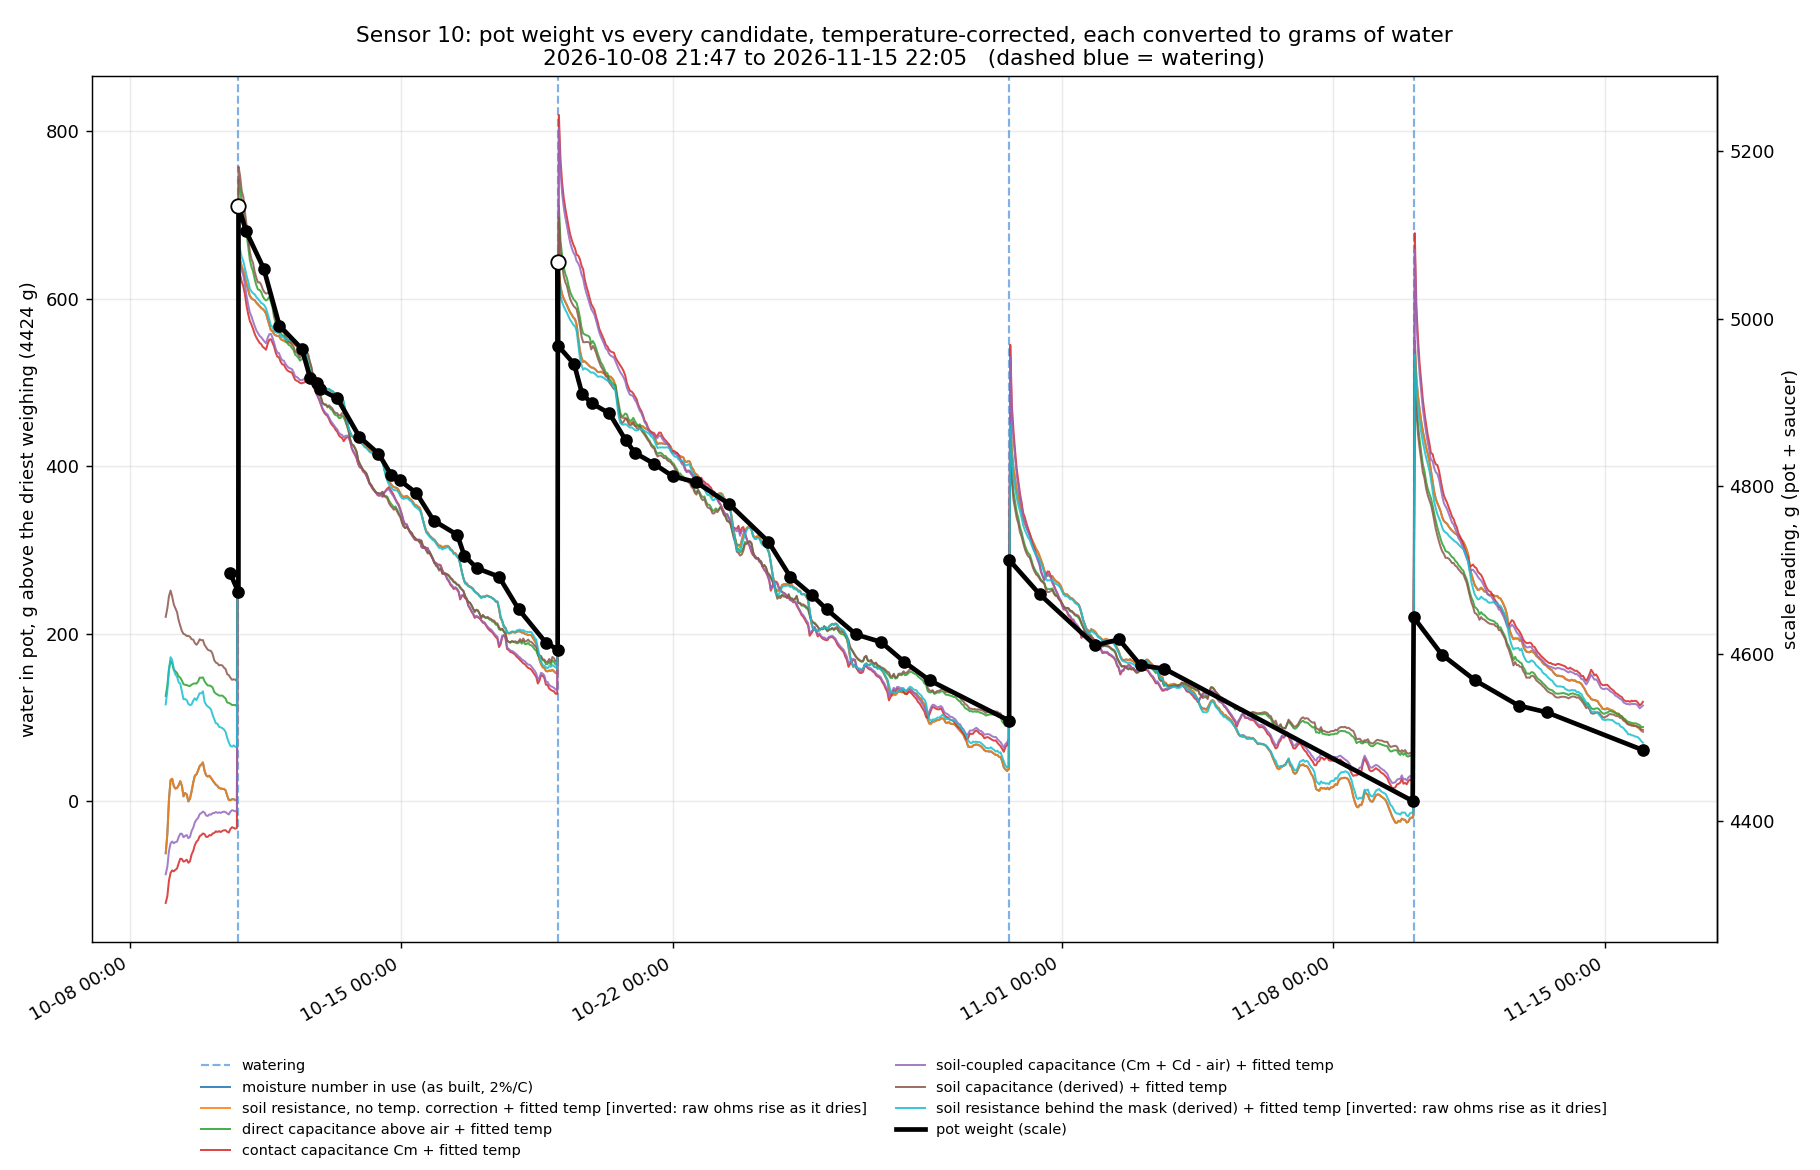 Sensor 10: pot weight vs every candidate, temperature-corrected, each converted to grams of water
2026-10-08 21:47 to 2026-11-15 22:05 (dashed blue = watering)
water in pot, g above the driest weighing (4424 g)
800
600
400
200
0
5200
5000
4800
4600
4400
scale reading, g (pot + saucer)
10-08 00:00
10-15 00:00
10-22 00:00
11-01 00:00
11-08 00:00
11-15 00:00
watering
moisture number in use (as built, 2%/C)
soil resistance, no temp. correction + fitted temp [inverted: raw ohms rise as it dries]
direct capacitance above air + fitted temp
contact capacitance Cm + fitted temp
soil-coupled capacitance (Cm + Cd - air) + fitted temp
soil capacitance (derived) + fitted temp
soil resistance behind the mask (derived) + fitted temp [inverted: raw ohms rise as it dries]
pot weight (scale)